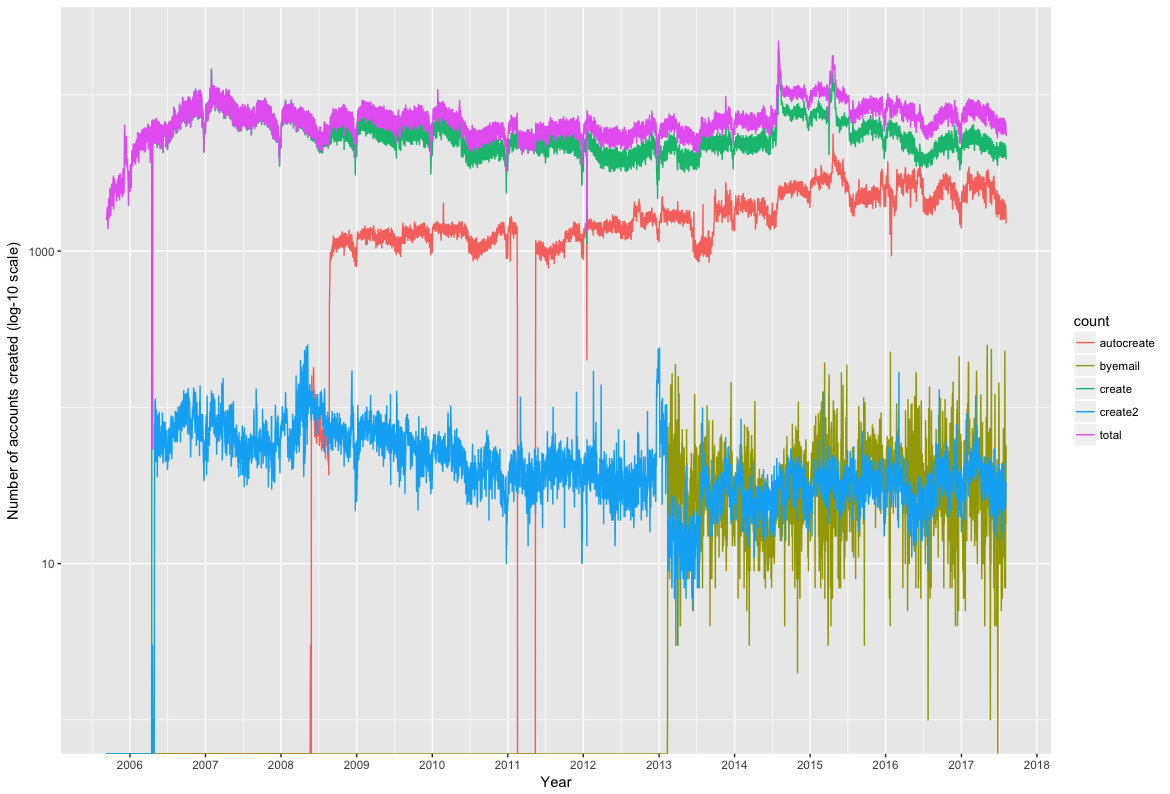 Number of accounts created (log-10 scale)
1000
10
2006 2007 2008 2009 2010 2011 2012 2013 2014 2015 2016 2017 2018
Year
count
autocreate
byemail
create
create2
total